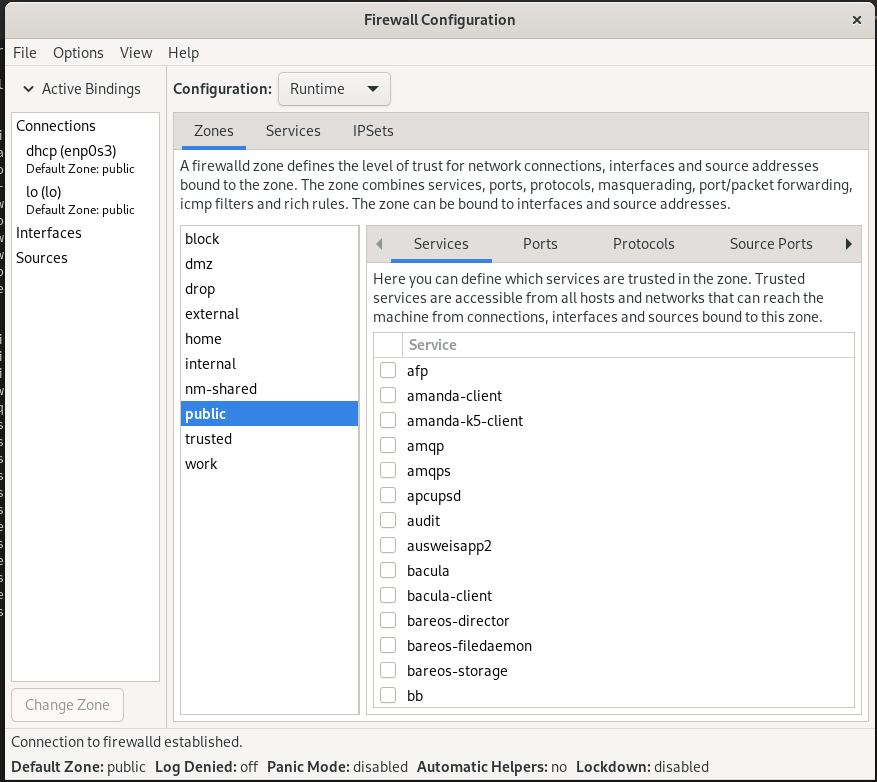 Firewall Configuration
File Options View Help
Active Bindings
Configuration: Runtime
Connections
dhcp (enp0s3)
Default Zone: public
lo (lo)
Default Zone: public
Interfaces
Sources
Change Zone
Zones Services IPSets
A firewalld zone defines the level of trust for network connections, interfaces and source addresses
bound to the zone. The zone combines services, ports, protocols, masquerading, port/packet forwarding,
icmp filters and rich rules. The zone can be bound to interfaces and source addresses.
block
dmz
drop
external
home
internal
nm-shared
public
trusted
work
Services Ports Protocols Source Ports
Here you can define which services are trusted in the zone. Trusted
services are accessible from all hosts and networks that can reach the
machine from connections, interfaces and sources bound to this zone.
Service
afp
amanda-client
amanda-k5-client
amqp
amqps
apcupsd
audit
ausweisapp2
bacula
bacula-client
bareos-director
bareos-filedaemon
bareos-storage
bb
Connection to firewalld established.
Default Zone: public Log Denied: off Panic Mode: disabled Automatic Helpers: no Lockdown: disabled